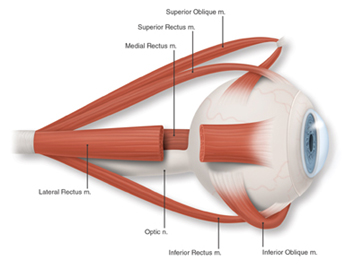 Superior Oblique m.
Superior Rectus m.
Medial Rectus m.
Lateral Rectus m.
Optic n.
Inferior Rectus m.
Inferior Oblique m.